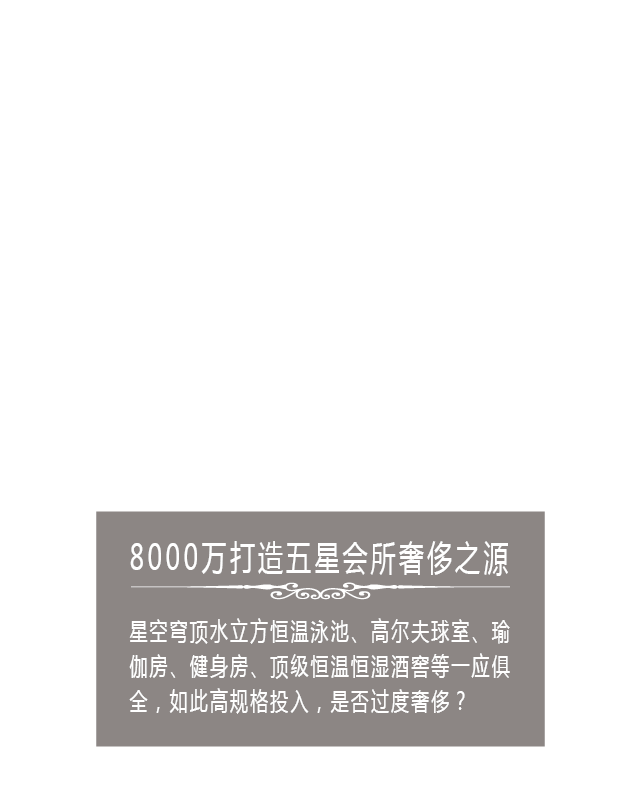 8000万打造五星会所奢侈之源
星空穹顶水立方恒温泳池、高尔夫球室、瑜
伽房、健身房、顶级恒温恒湿酒窖等一应俱
全，如此高规格投入，是否过度奢侈？